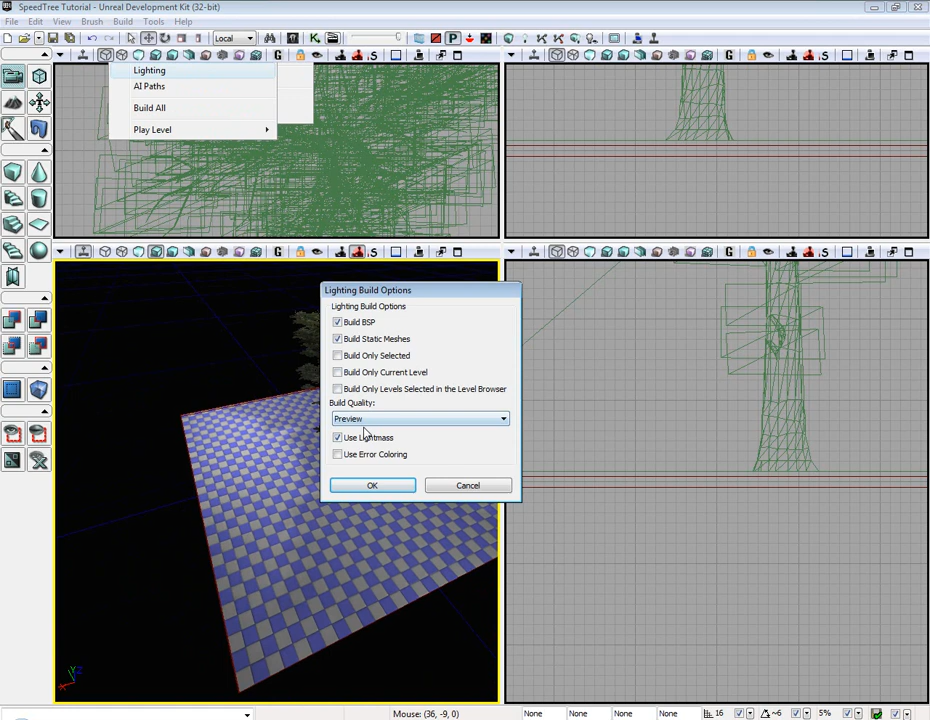 SpeedTree Tutorial - Unreal Development Kit (32-bit)
File Edit View Brush Build Tools Help
Local
Lighting
AI Paths
Build All
Play Level
Lighting Build Options
Lighting Build Options
Build BSP
Build Static Meshes
Build Only Selected
Build Only Current Level
Build Only Levels Selected in the Level Browser
Build Quality:
Preview
Use Lightmass
Use Error Coloring
OK Cancel
Mouse: (36, -9, 0) None None None None 16 ~6 5%